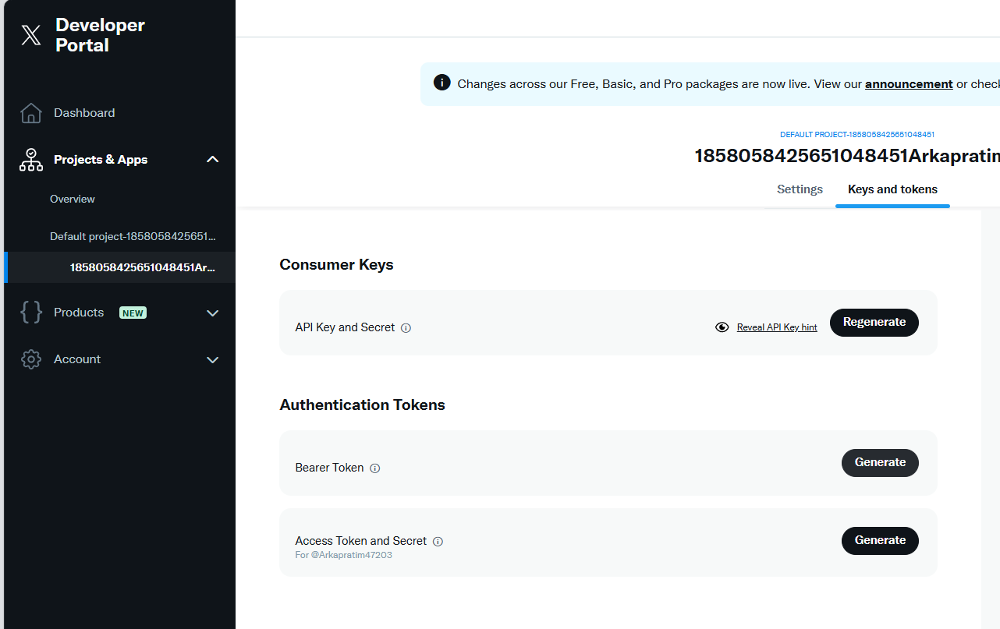 Developer
Portal
Dashboard
Projects & Apps
Overview
Default project-1858058425651...
1858058425651048451Ar...
Products NEW
Account
Changes across our Free, Basic, and Pro packages are now live. View our announcement or check
DEFAULT PROJECT-1858058425651048451
1858058425651048451Arkapratim
Settings Keys and tokens
Consumer Keys
API Key and Secret Reveal API Key hint Regenerate
Authentication Tokens
Bearer Token Generate
Access Token and Secret Generate
For @Arkapratim47203